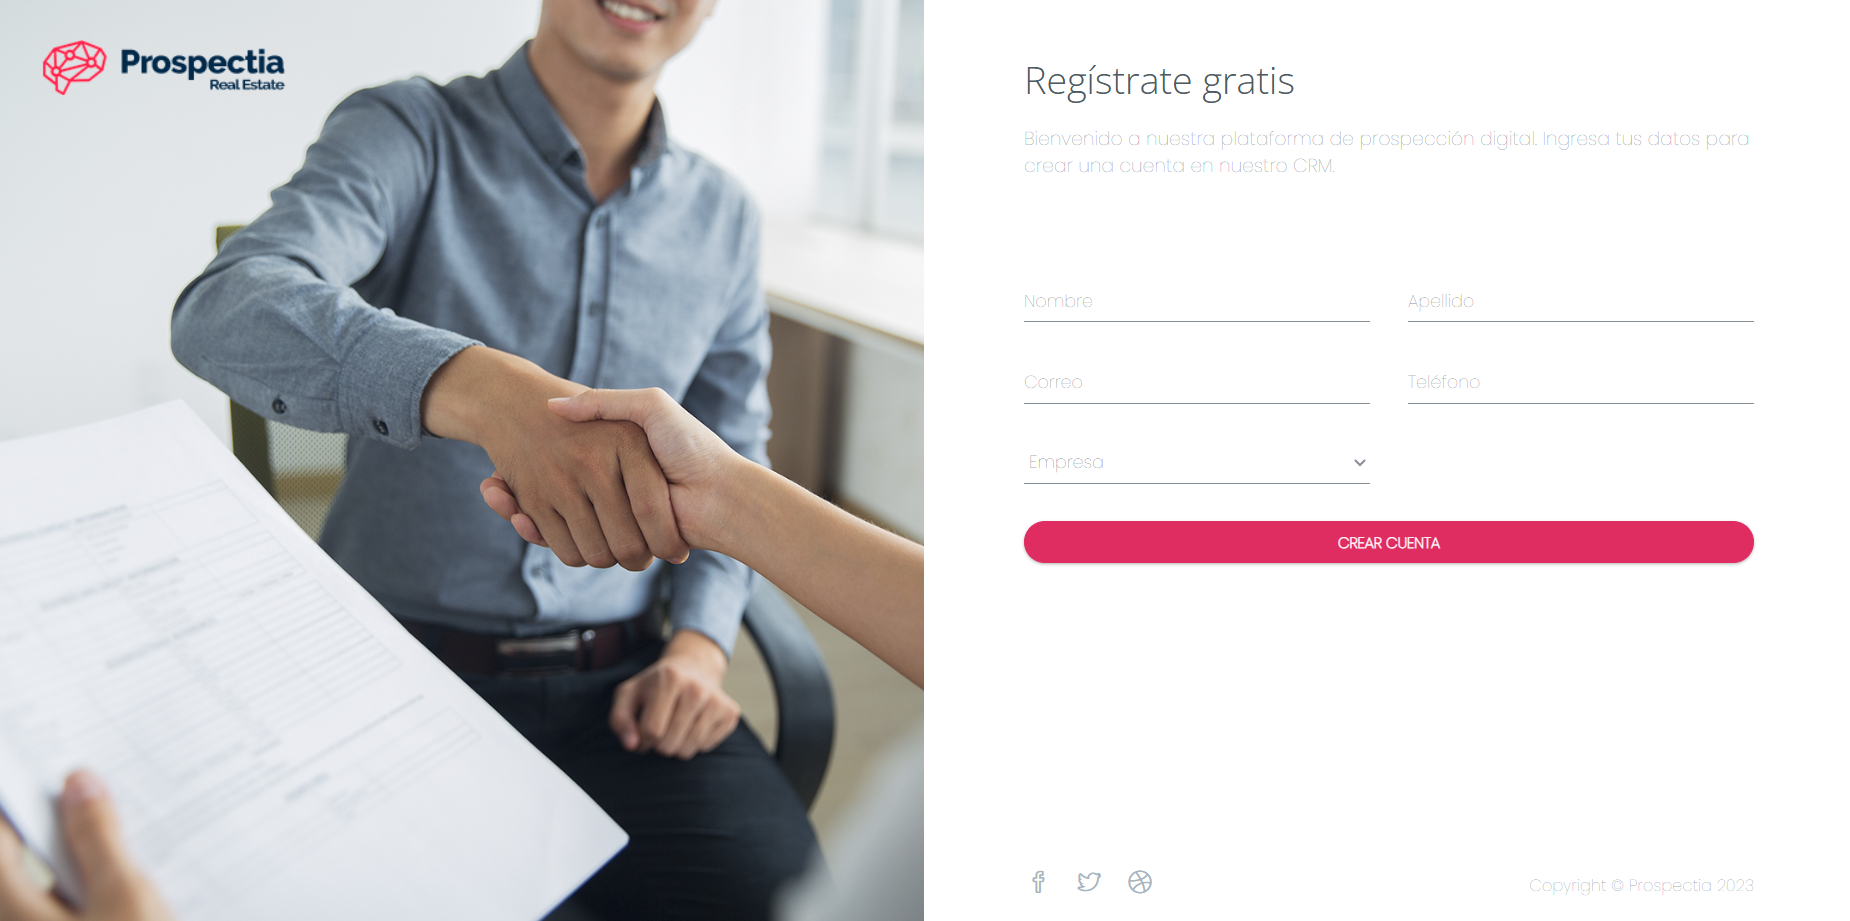 Prospectia
Real Estate
Regístrate gratis
Bienvenido a nuestra plataforma de prospección digital. Ingresa tus datos para
crear una cuenta en nuestro CRM.
Nombre
Apellido
Correo
Teléfono
Empresa
CREAR CUENTA
Copyright © Prospectia 2023